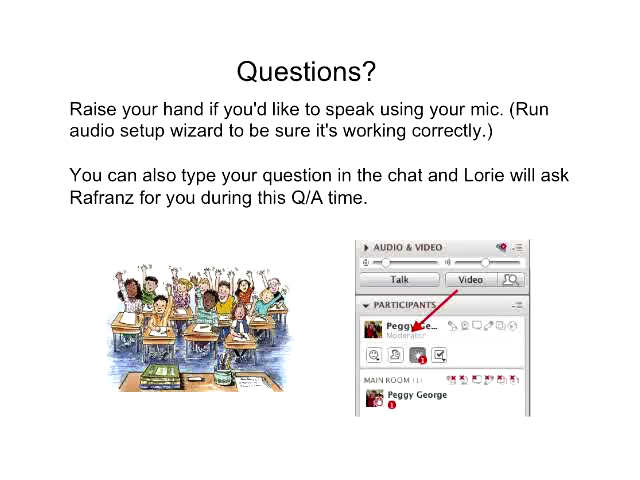 Questions?
Raise your hand if you'd like to speak using your mic. (Run
audio setup wizard to be sure it's working correctly.)
You can also type your question in the chat and Lorie will ask
Rafranz for you during this Q/A time.
AUDIO & VIDEO
Talk Video
PARTICIPANTS
Peggy Ge...
Moderator
1
MAIN ROOM (1)
Peggy George
1